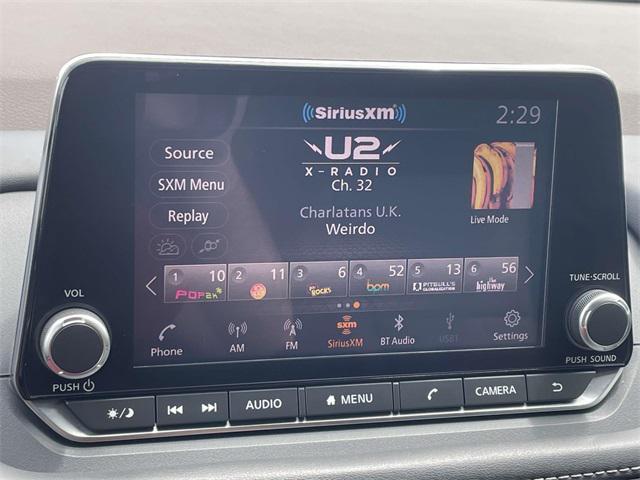 SiriusXM
2:29
U2
X-RADIO
Ch. 32
Source
SXM Menu
Replay
Charlatans U.K.
Weirdo
Live Mode
1 10 2 11 3 6 4 52 5 13 6 56
POP2K ROCKS bpm PITBULL'S GLOBALIZATION the highway
VOL
TUNE·SCROLL
Phone AM FM SiriusXM BT Audio USB1 Settings
sxm
PUSH
PUSH SOUND
AUDIO MENU CAMERA